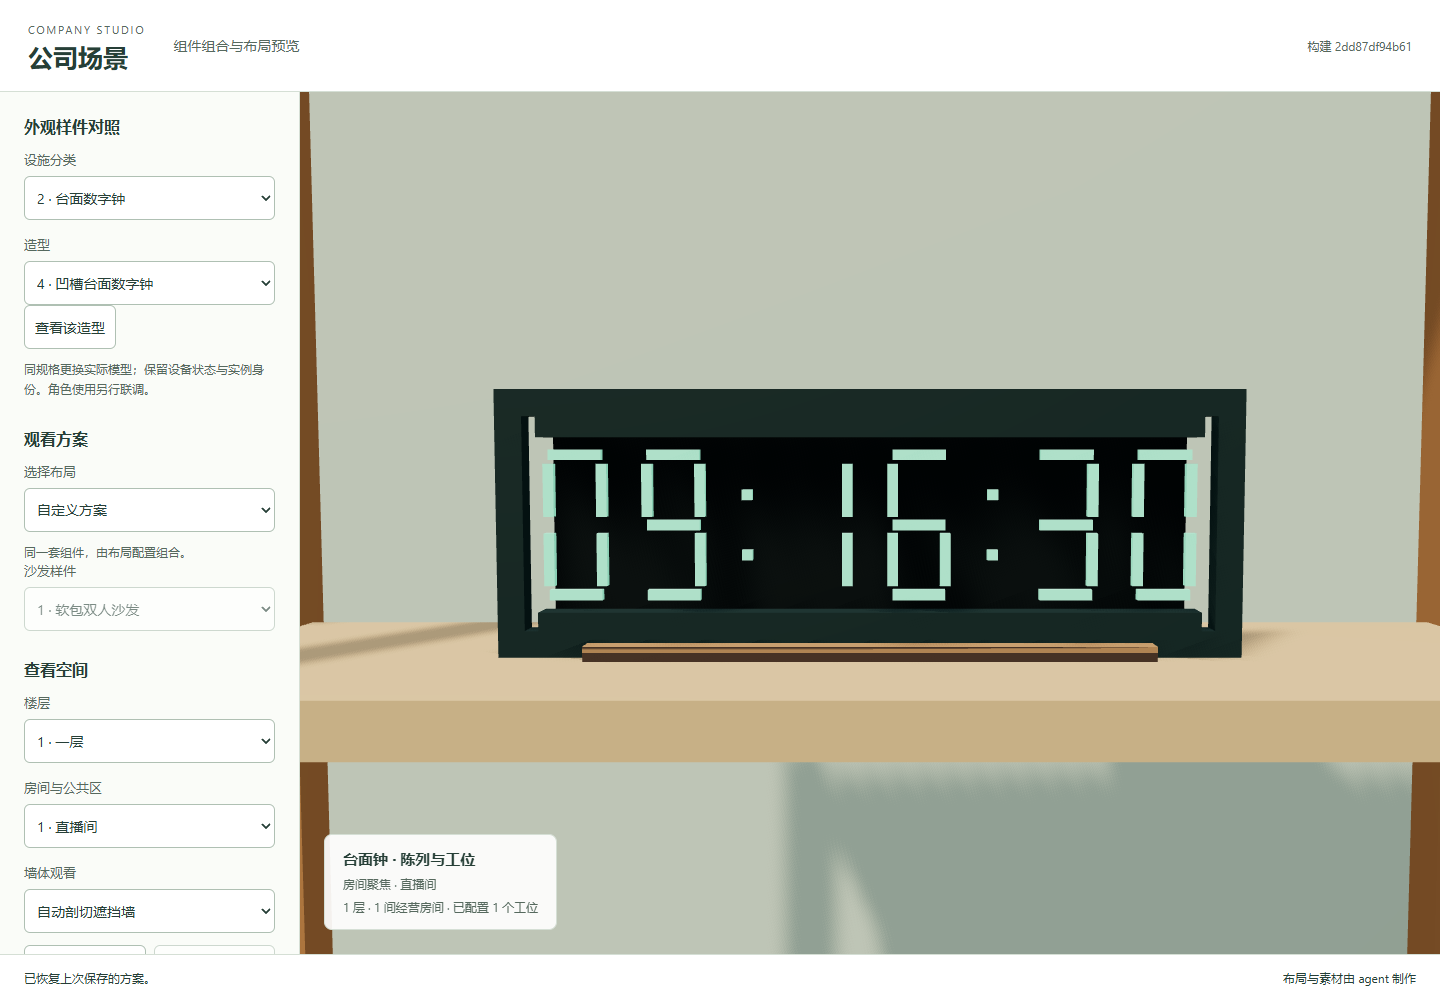 COMPANY STUDIO
公司场景
组件组合与布局预览
构建 2dd87df94b61
外观样件对照
设施分类
2 · 台面数字钟
造型
4 · 凹槽台面数字钟
查看该造型
同规格更换实际模型；保留设备状态与实例身
份。角色使用另行联调。
观看方案
选择布局
自定义方案
同一套组件，由布局配置组合。
沙发样件
1 · 软包双人沙发
查看空间
楼层
1 · 一层
房间与公共区
1 · 直播间
墙体观看
自动剖切遮挡墙
09:16:30
台面钟 · 陈列与工位
房间聚焦 · 直播间
1 层 · 1 间经营房间 · 已配置 1 个工位
已恢复上次保存的方案。
布局与素材由 agent 制作